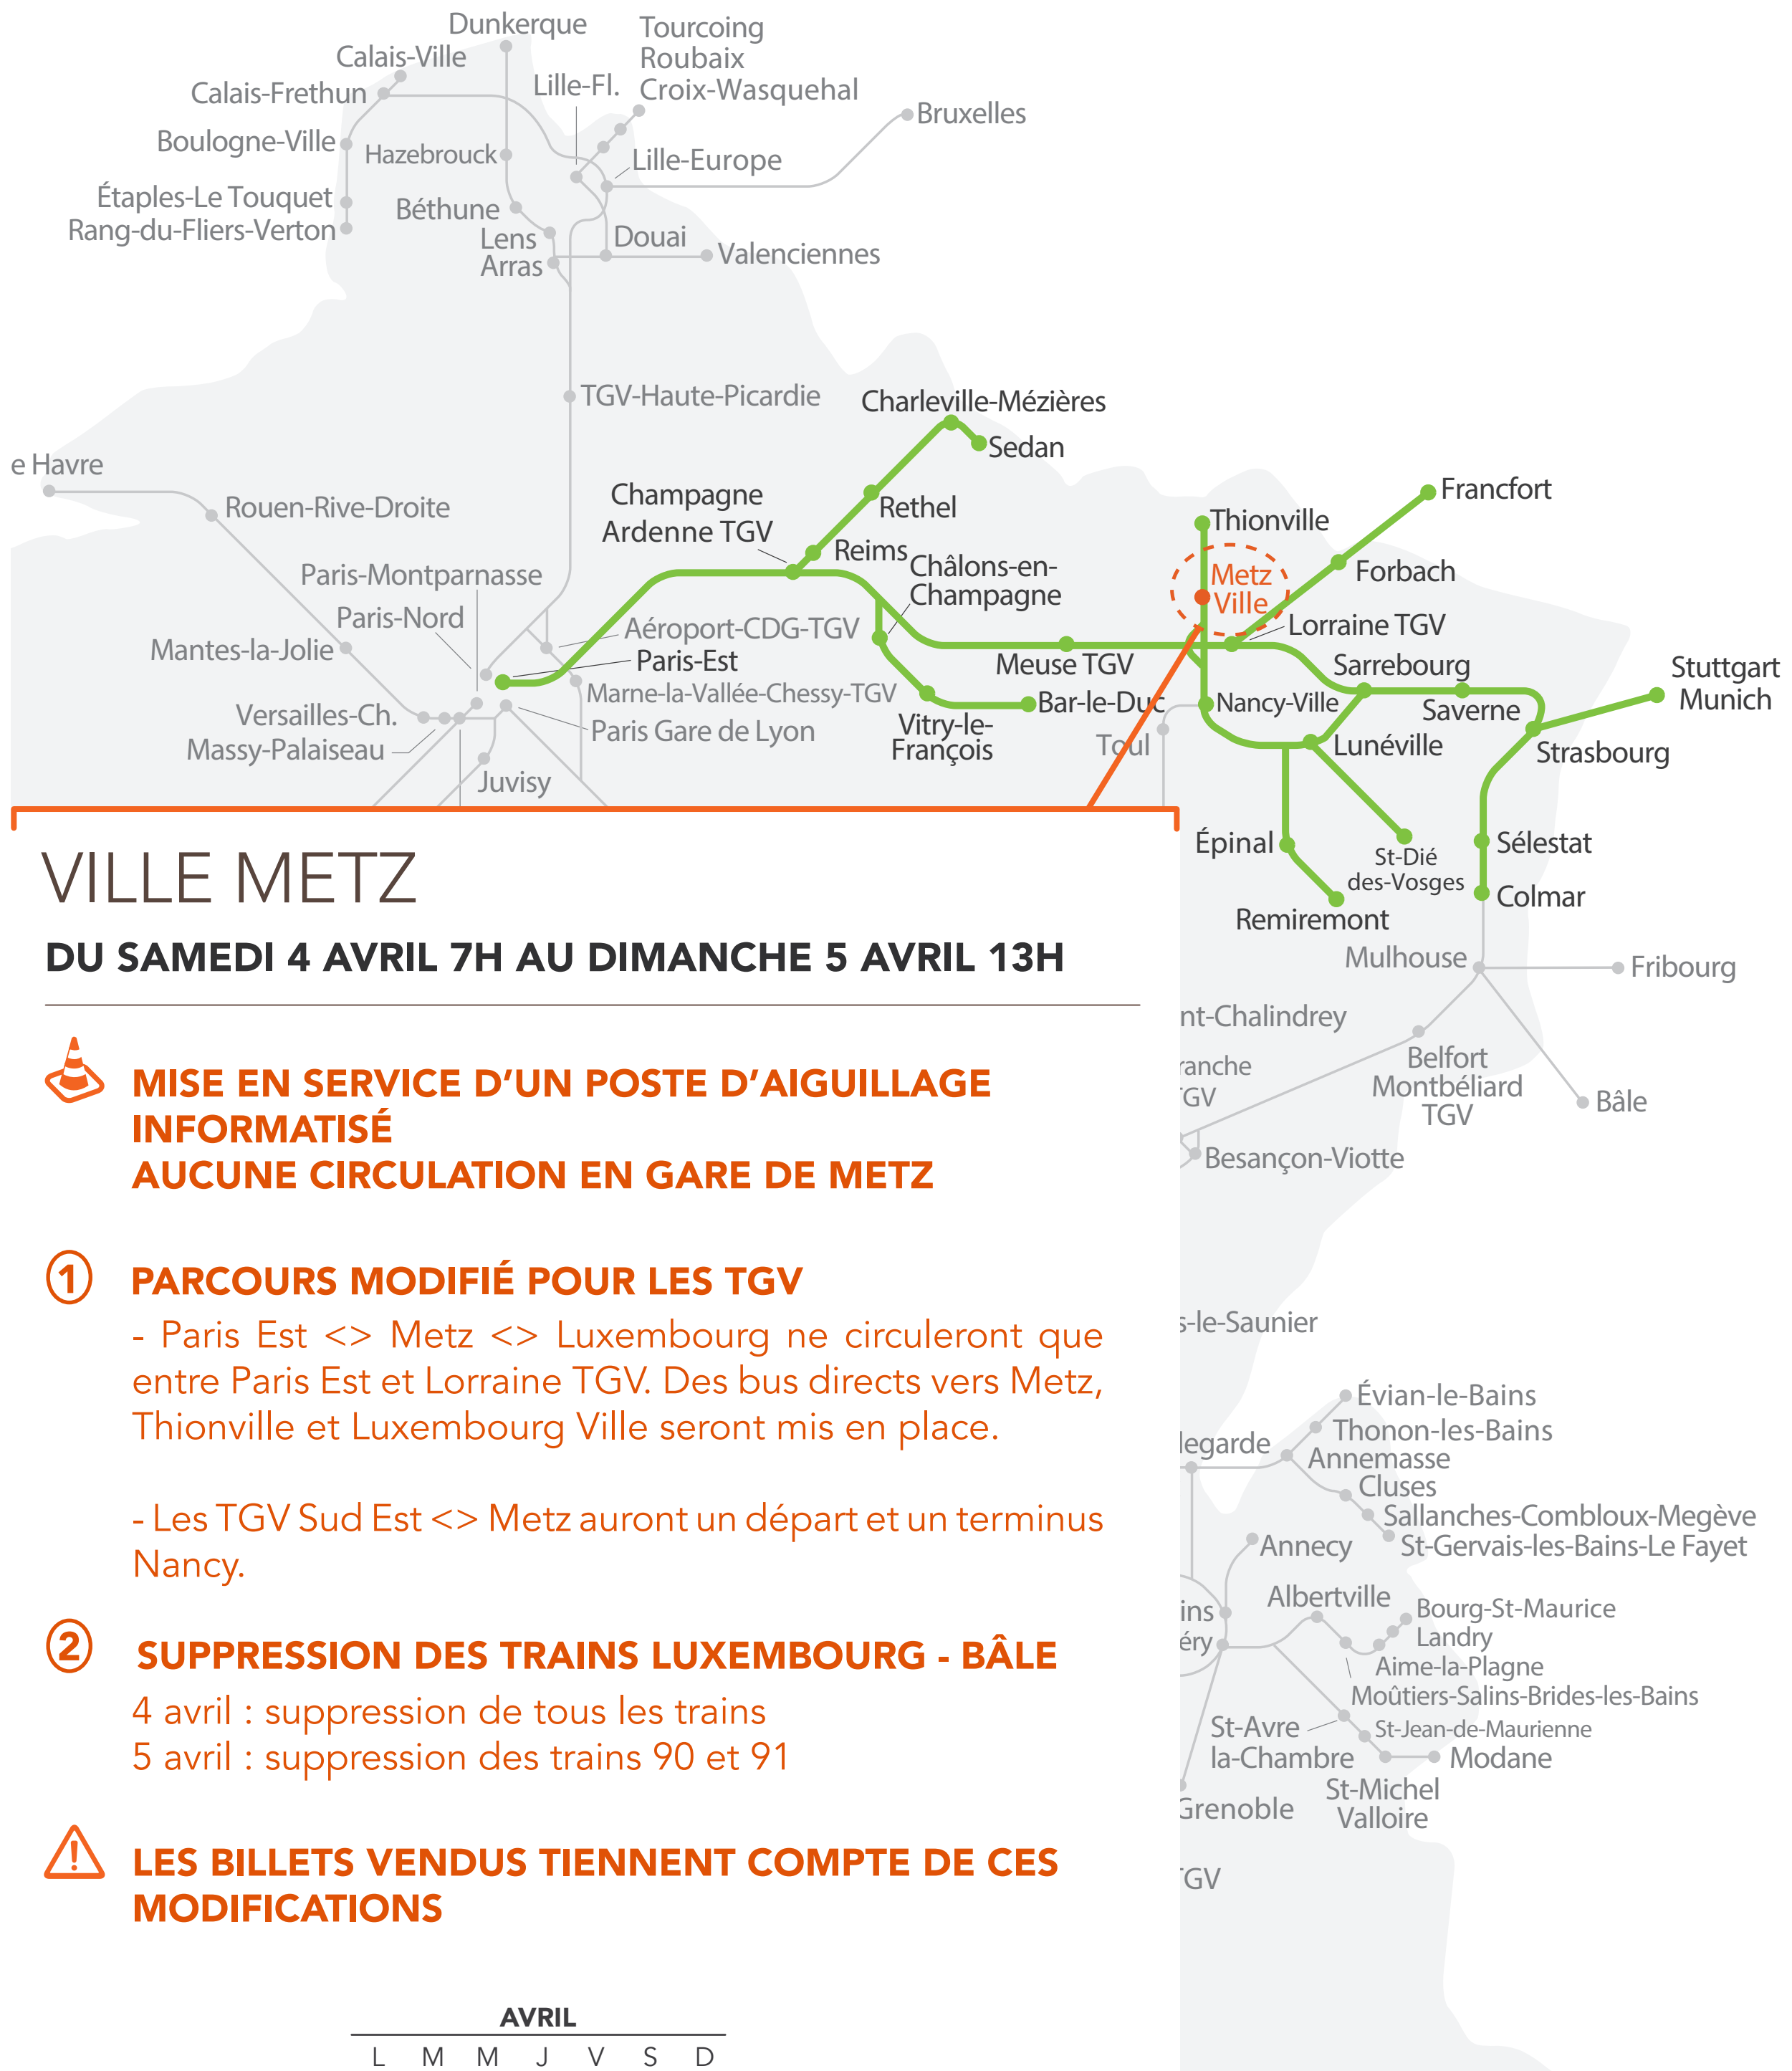 Dunkerque
Tourcoing
Roubaix
Croix-Wasquehal
Calais-Ville
Lille-Fl.
Calais-Frethun
Bruxelles
Boulogne-Ville
Hazebrouck
Lille-Europe
Étaples-Le Touquet
Rang-du-Fliers-Verton
Béthune
Lens
Arras
Douai
Valenciennes
TGV-Haute-Picardie
Charleville-Mézières
Sedan
e Havre
Rouen-Rive-Droite
Champagne
Ardenne TGV
Rethel
Reims
Francfort
Thionville
Paris-Montparnasse
Châlons-en-
Champagne
Metz
Ville
Forbach
Paris-Nord
Aéroport-CDG-TGV
Lorraine TGV
Mantes-la-Jolie
Paris-Est
Meuse TGV
Sarrebourg
Stuttgart
Munich
Marne-la-Vallée-Chessy-TGV
Bar-le-Duc
Nancy-Ville
Saverne
Versailles-Ch.
Massy-Palaiseau
Paris Gare de Lyon
Vitry-le-
François
Toul
Lunéville
Strasbourg
Juvisy
Épinal
St-Dié
des-Vosges
Sélestat
Colmar
Remiremont
Mulhouse
Fribourg
nt-Chalindrey
ranche
TGV
Belfort
Montbéliard
TGV
Bâle
Besançon-Viotte
s-le-Saunier
Évian-le-Bains
Thonon-les-Bains
legarde
Annemasse
Cluses
Sallanches-Combloux-Megève
St-Gervais-les-Bains-Le Fayet
Annecy
Albertville
ins
éry
Bourg-St-Maurice
Landry
Aime-la-Plagne
Moûtiers-Salins-Brides-les-Bains
St-Avre
la-Chambre
St-Jean-de-Maurienne
Modane
St-Michel
Valloire
Grenoble
TGV
VILLE METZ
DU SAMEDI 4 AVRIL 7H AU DIMANCHE 5 AVRIL 13H
MISE EN SERVICE D’UN POSTE D’AIGUILLAGE
INFORMATISÉ
AUCUNE CIRCULATION EN GARE DE METZ
1 PARCOURS MODIFIÉ POUR LES TGV
- Paris Est <> Metz <> Luxembourg ne circuleront que
entre Paris Est et Lorraine TGV. Des bus directs vers Metz,
Thionville et Luxembourg Ville seront mis en place.
- Les TGV Sud Est <> Metz auront un départ et un terminus
Nancy.
2 SUPPRESSION DES TRAINS LUXEMBOURG - BÂLE
4 avril : suppression de tous les trains
5 avril : suppression des trains 90 et 91
LES BILLETS VENDUS TIENNENT COMPTE DE CES
MODIFICATIONS
AVRIL
L M M J V S D